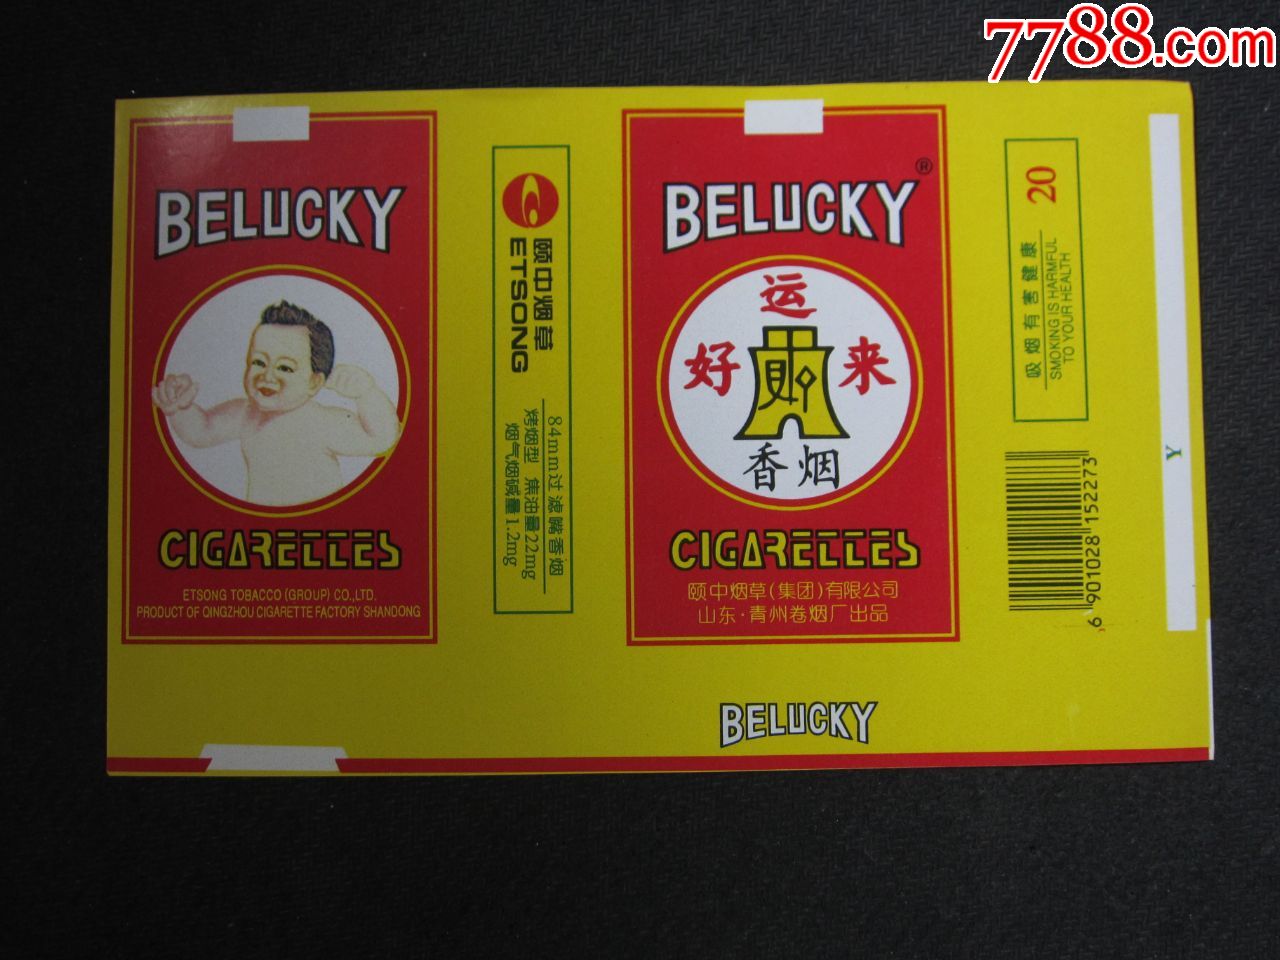 7788.com
BELUCKY
CIGARETTES
ETSONG TOBACCO (GROUP) CO.,LTD.
PRODUCT OF QINGZHOU CIGARETTE FACTORY SHANDONG
颐中烟草
ETSONG
84mm过滤嘴香烟
烤烟型 焦油量22mg
烟气烟碱量1.2mg
BELUCKY®
运
好 来
香烟
CIGARETTES
颐中烟草(集团)有限公司
山东·青州卷烟厂出品
BELUCKY
20
吸烟有害健康
SMOKING IS HARMFUL
TO YOUR HEALTH
6 901028 152273
Y